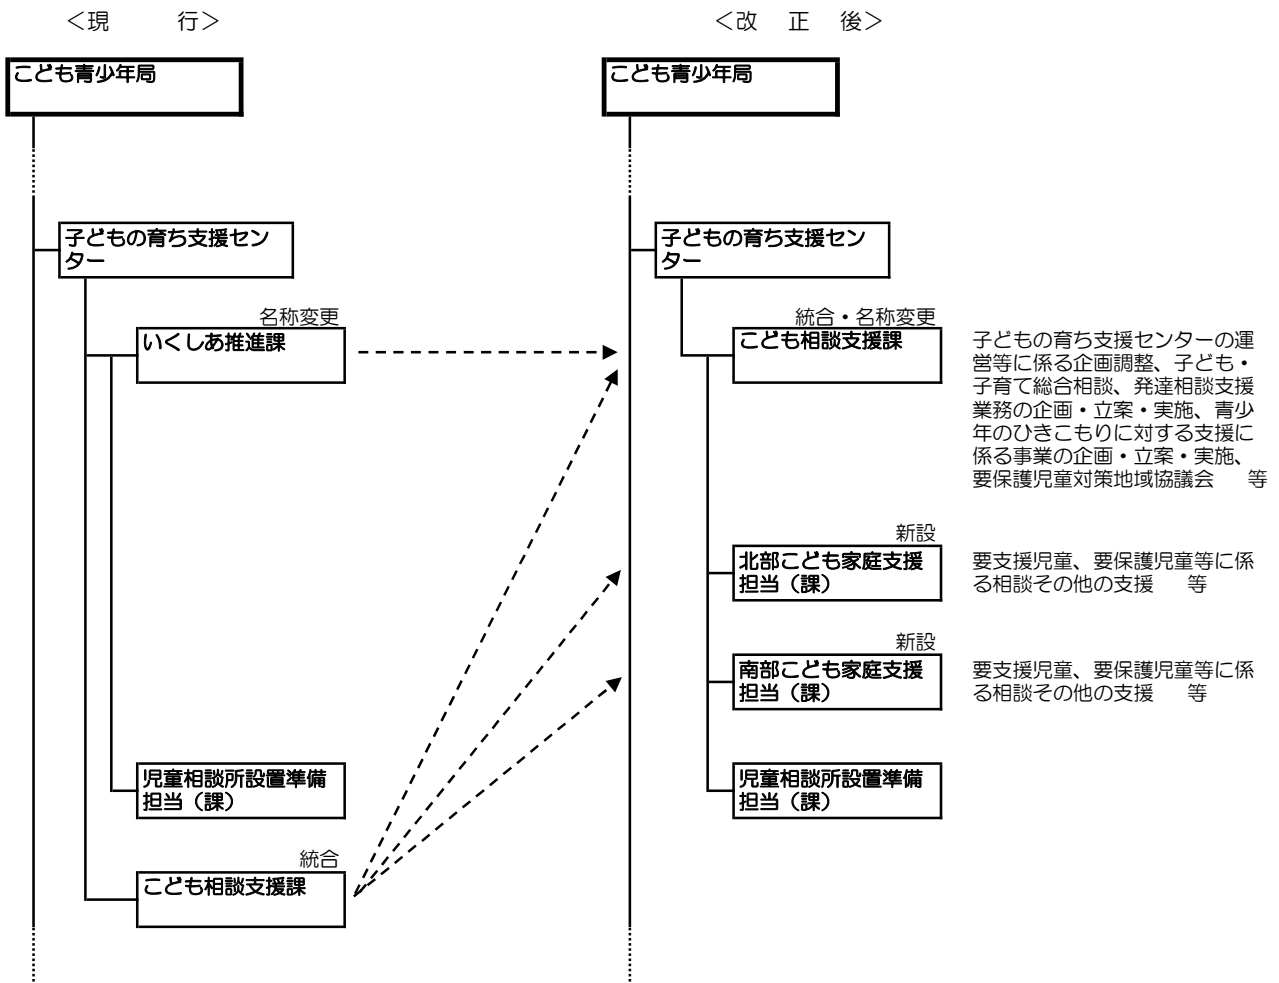 ＜現　　　行＞
こども青少年局
子どもの育ち支援セン
ター
名称変更
いくしあ推進課
児童相談所設置準備
担当（課）
統合
こども相談支援課
＜改　正　後＞
こども青少年局
子どもの育ち支援セン
ター
統合・名称変更
こども相談支援課
子どもの育ち支援センターの運
営等に係る企画調整、子ども・
子育て総合相談、発達相談支援
業務の企画・立案・実施、青少
年のひきこもりに対する支援に
係る事業の企画・立案・実施、
要保護児童対策地域協議会　等
新設
北部こども家庭支援
担当（課）
要支援児童、要保護児童等に係
る相談その他の支援　等
新設
南部こども家庭支援
担当（課）
要支援児童、要保護児童等に係
る相談その他の支援　等
児童相談所設置準備
担当（課）